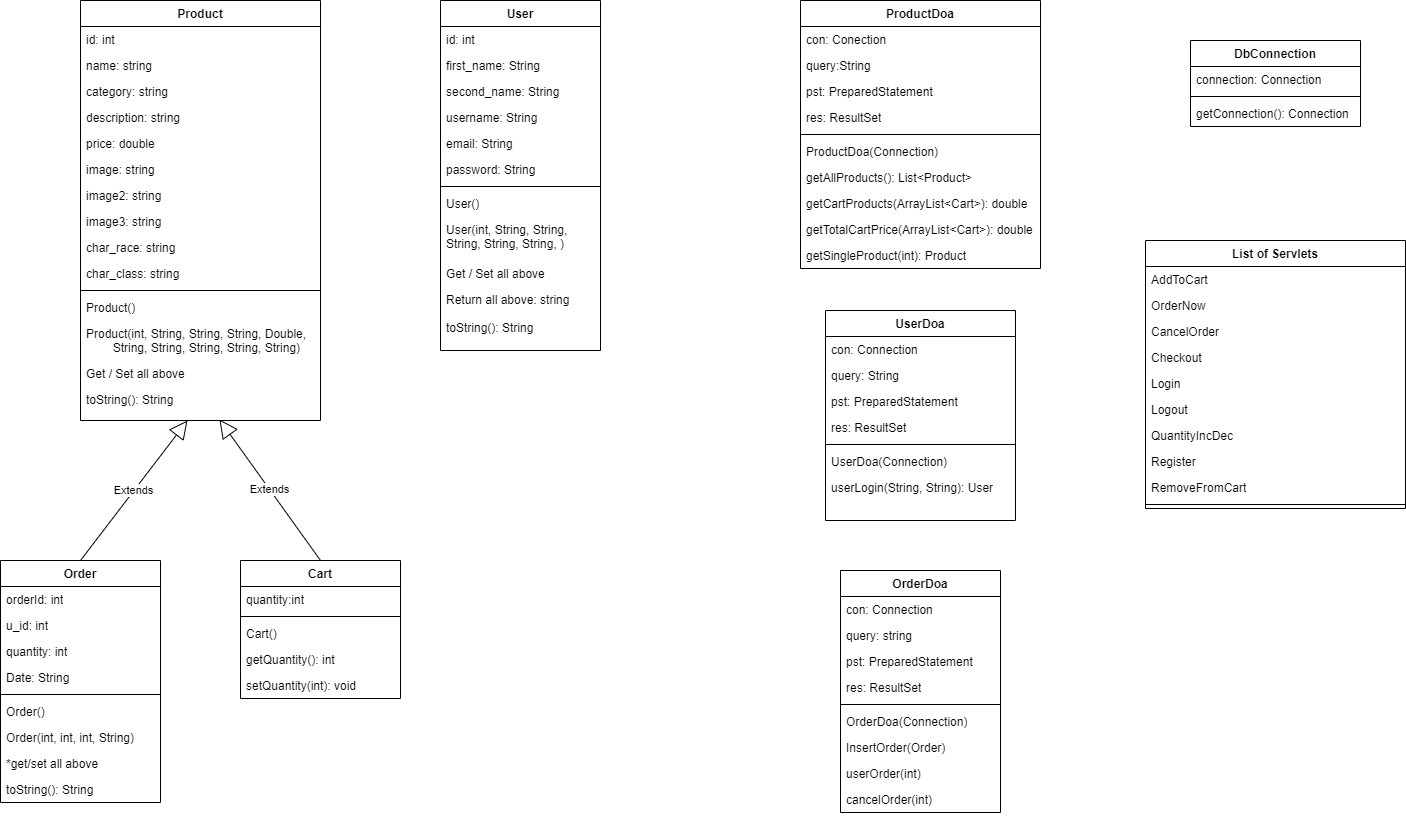 Product
id: int
name: string
category: string
description: string
price: double
image: string
image2: string
image3: string
char_race: string
char_class: string
Product()
Product(int, String, String, String, Double,
String, String, String, String, String)
Get / Set all above
toString(): String
User
id: int
first_name: String
second_name: String
username: String
email: String
password: String
User()
User(int, String, String,
String, String, String, )
Get / Set all above
Return all above: string
toString(): String
Extends
Extends
Order
orderId: int
u_id: int
quantity: int
Date: String
Order()
Order(int, int, int, String)
*get/set all above
toString(): String
Cart
quantity:int
Cart()
getQuantity(): int
setQuantity(int): void
ProductDoa
con: Conection
query:String
pst: PreparedStatement
res: ResultSet
ProductDoa(Connection)
getAllProducts(): List<Product>
getCartProducts(ArrayList<Cart>): double
getTotalCartPrice(ArrayList<Cart>): double
getSingleProduct(int): Product
UserDoa
con: Connection
query: String
pst: PreparedStatement
res: ResultSet
UserDoa(Connection)
userLogin(String, String): User
OrderDoa
con: Connection
query: string
pst: PreparedStatement
res: ResultSet
OrderDoa(Connection)
InsertOrder(Order)
userOrder(int)
cancelOrder(int)
DbConnection
connection: Connection
getConnection(): Connection
List of Servlets
AddToCart
OrderNow
CancelOrder
Checkout
Login
Logout
QuantityIncDec
Register
RemoveFromCart